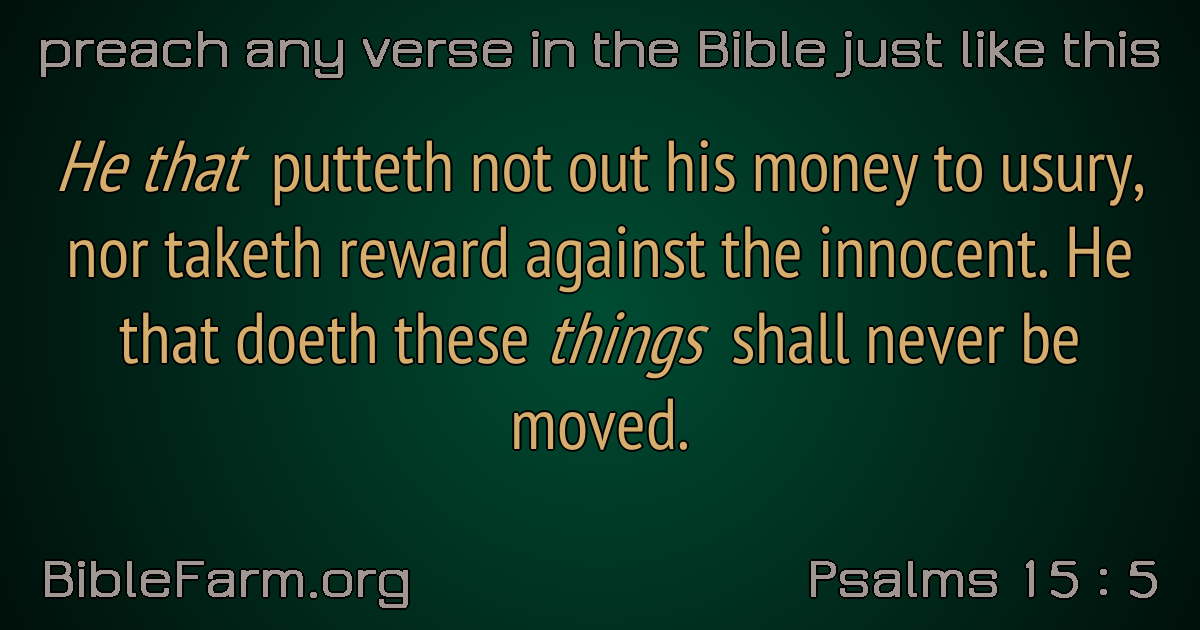 preach any verse in the Bible just like this
He that putteth not out his money to usury,
nor taketh reward against the innocent. He
that doeth these things shall never be
moved.
BibleFarm.org
Psalms 15 : 5